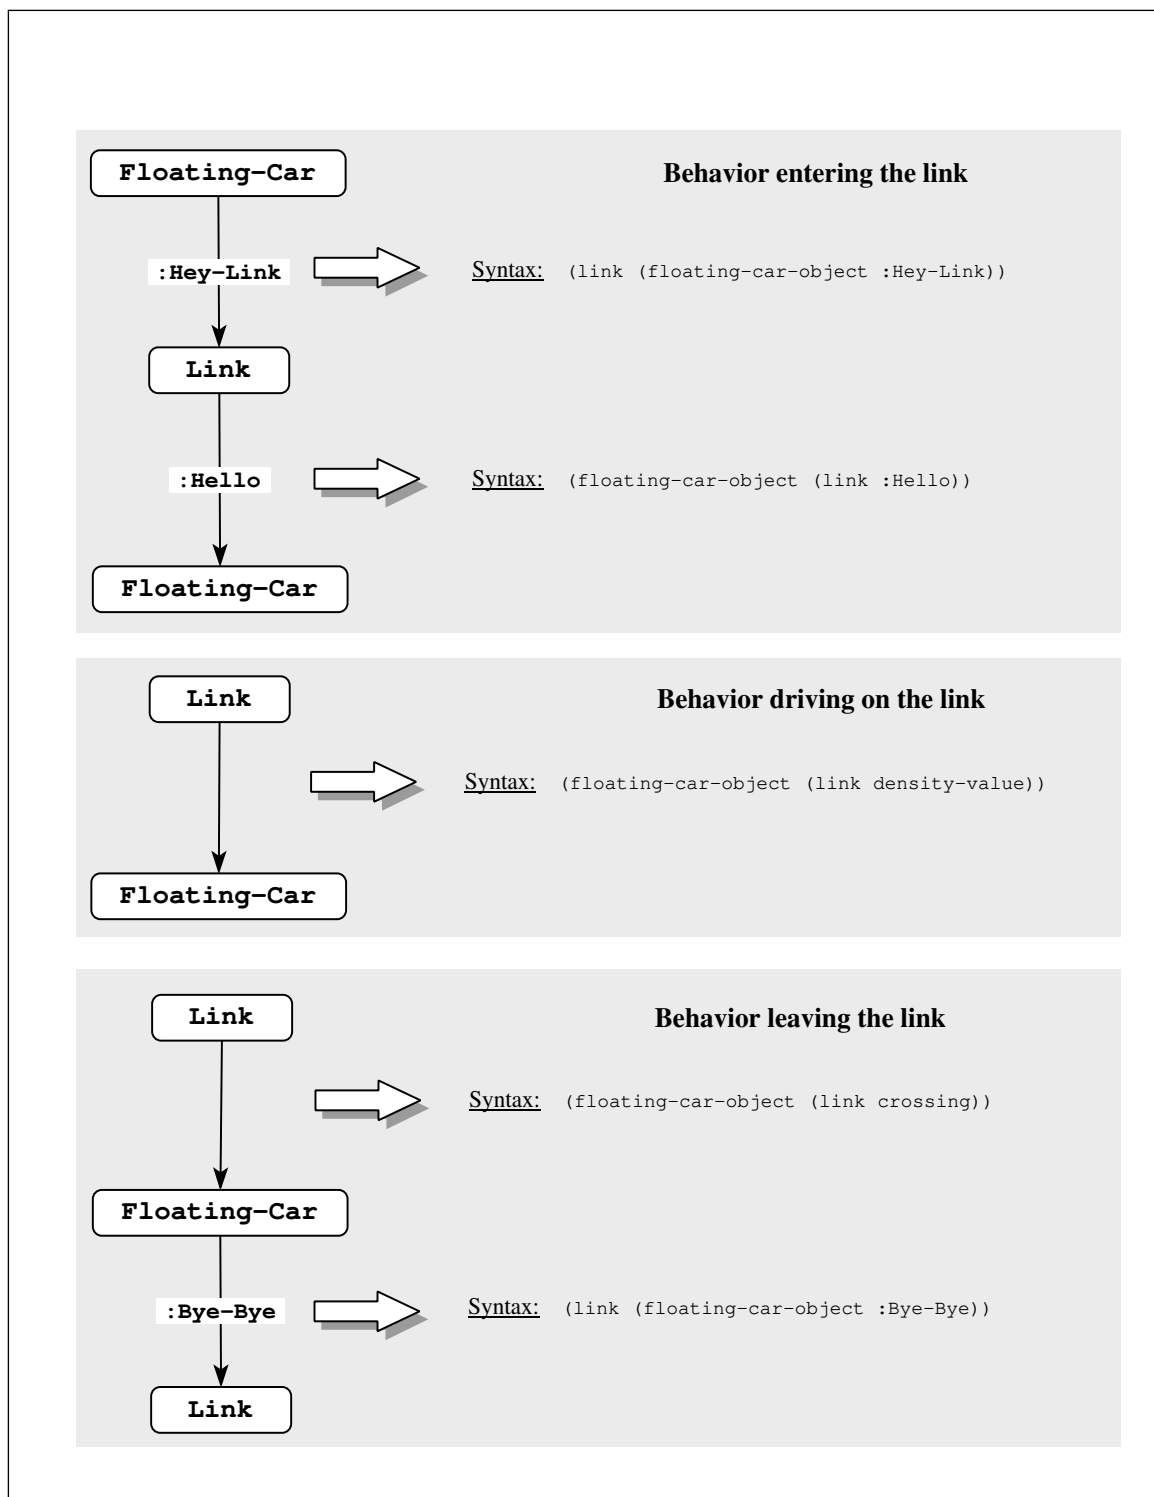 Floating-Car
Behavior entering the link
:Hey-Link
Syntax: (link (floating-car-object :Hey-Link))
Link
:Hello
Syntax: (floating-car-object (link :Hello))
Floating-Car
Link
Behavior driving on the link
Syntax: (floating-car-object (link density-value))
Floating-Car
Link
Behavior leaving the link
Syntax: (floating-car-object (link crossing))
Floating-Car
:Bye-Bye
Syntax: (link (floating-car-object :Bye-Bye))
Link